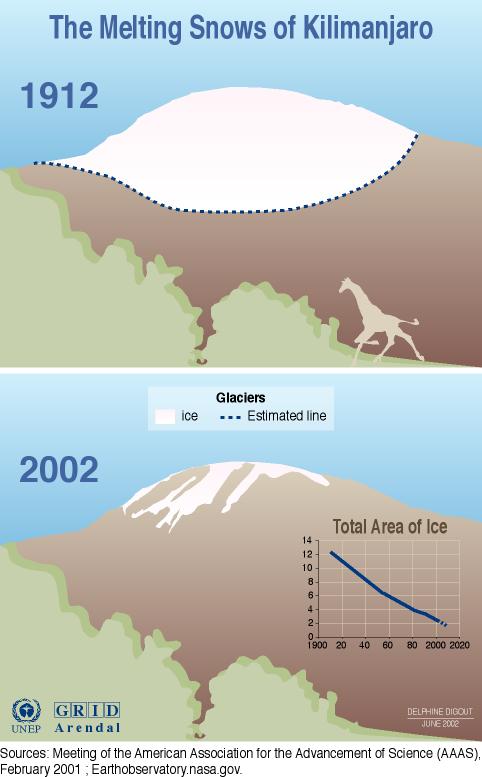 The Melting Snows of Kilimanjaro
1912
Glaciers
ice
Estimated line
2002
Total Area of Ice
14
12
10
8
6
4
2
0
1900 20 40 60 80 2000 2020
UNEP
GRID
Arendal
DELPHINE DIGOUT
JUNE 2002
Sources: Meeting of the American Association for the Advancement of Science (AAAS),
February 2001 ; Earthobservatory.nasa.gov.